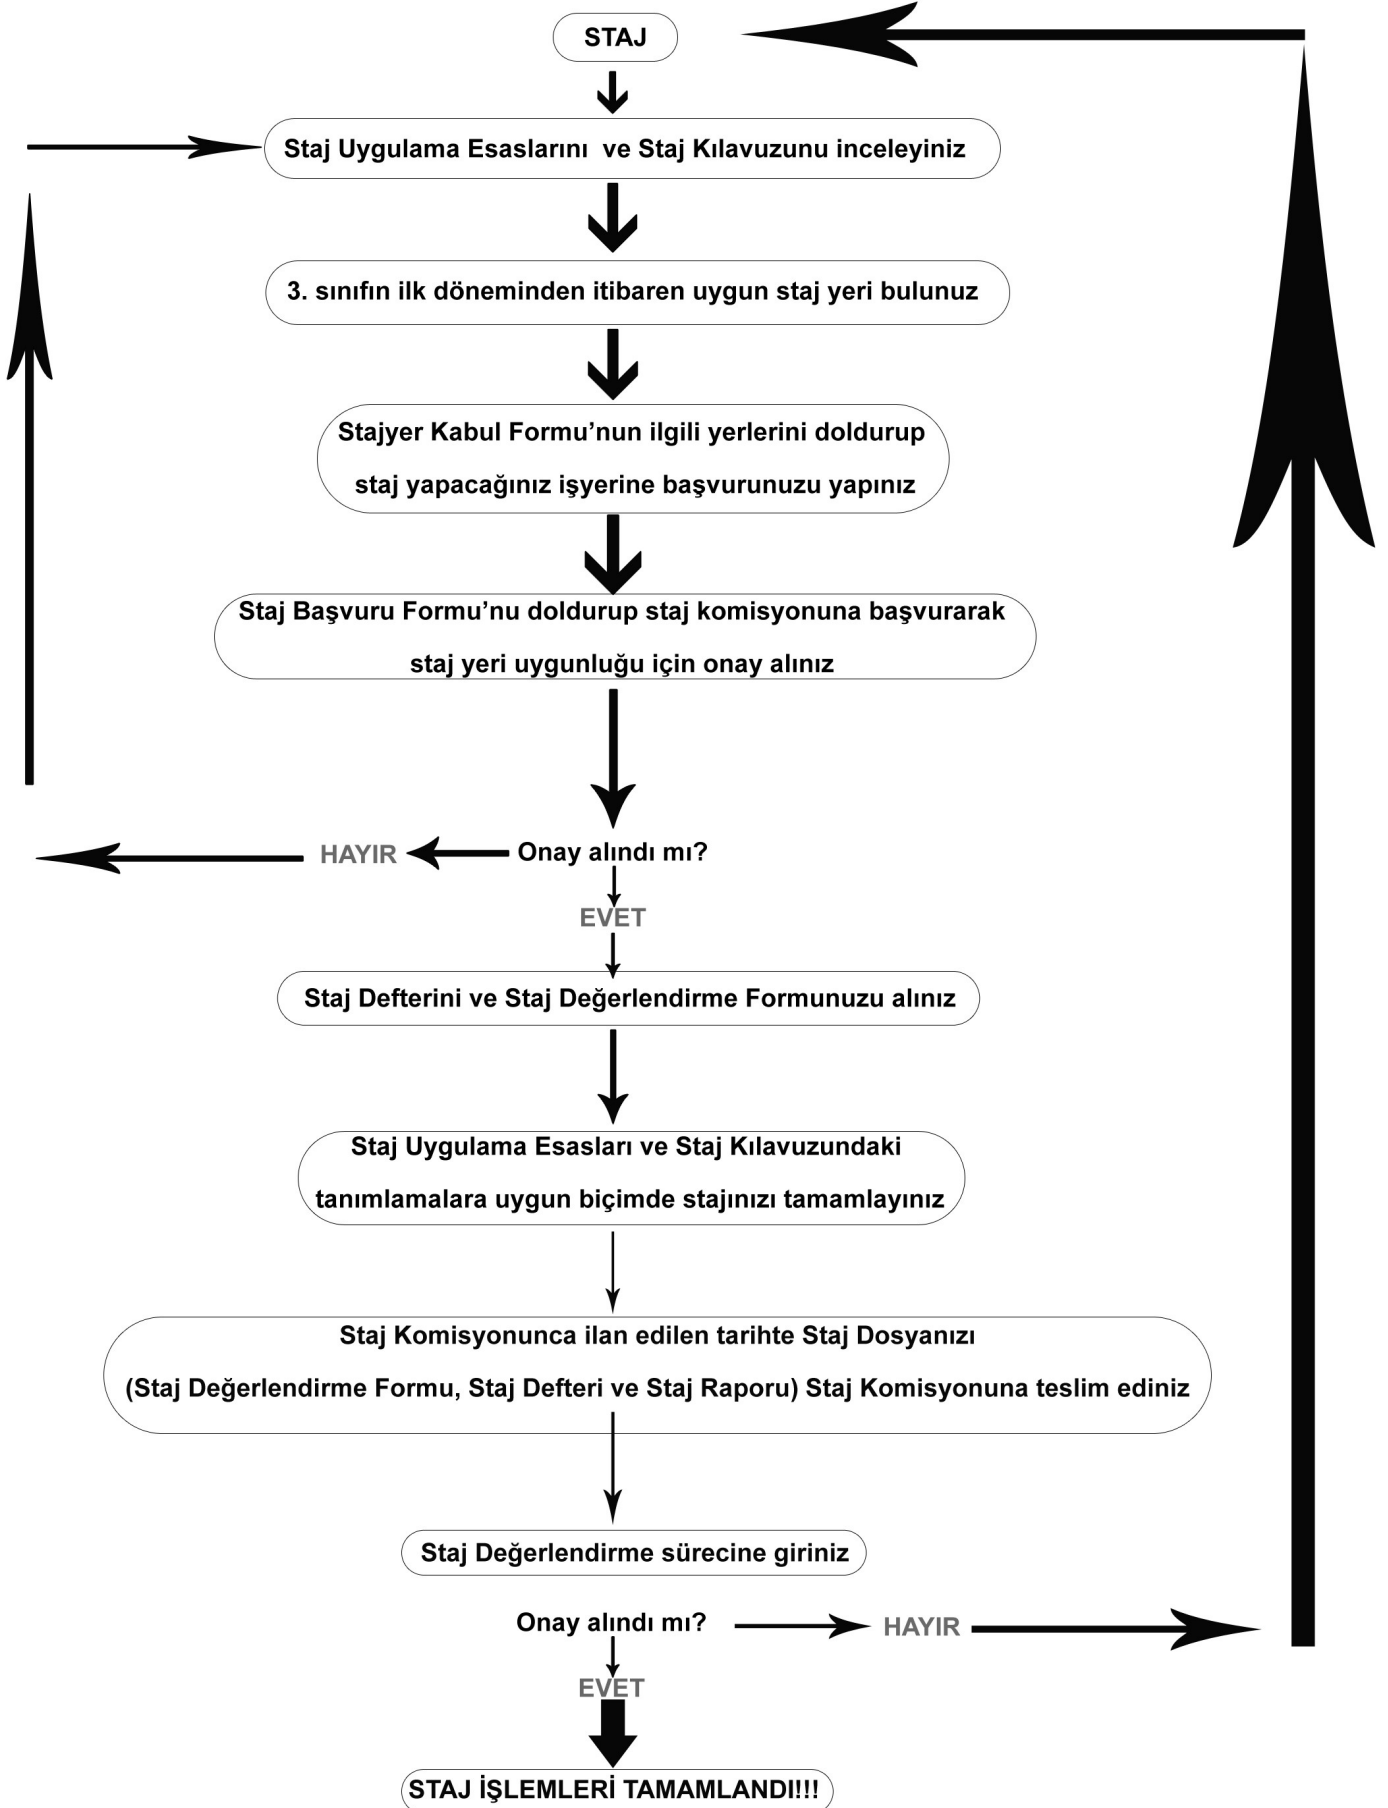 STAJ
Staj Uygulama Esaslarını ve Staj Kılavuzunu inceleyiniz
3. sınıfın ilk döneminden itibaren uygun staj yeri bulunuz
Stajyer Kabul Formu’nun ilgili yerlerini doldurup
staj yapacağınız işyerine başvurunuzu yapınız
Staj Başvuru Formu’nu doldurup staj komisyonuna başvurarak
staj yeri uygunluğu için onay alınız
HAYIR
Onay alındı mı?
EVET
Staj Defterini ve Staj Değerlendirme Formunuzu alınız
Staj Uygulama Esasları ve Staj Kılavuzundaki
tanımlamalara uygun biçimde stajınızı tamamlayınız
Staj Komisyonunca ilan edilen tarihte Staj Dosyanızı
(Staj Değerlendirme Formu, Staj Defteri ve Staj Raporu) Staj Komisyonuna teslim ediniz
Staj Değerlendirme sürecine giriniz
Onay alındı mı?
HAYIR
EVET
STAJ İŞLEMLERİ TAMAMLANDI!!!